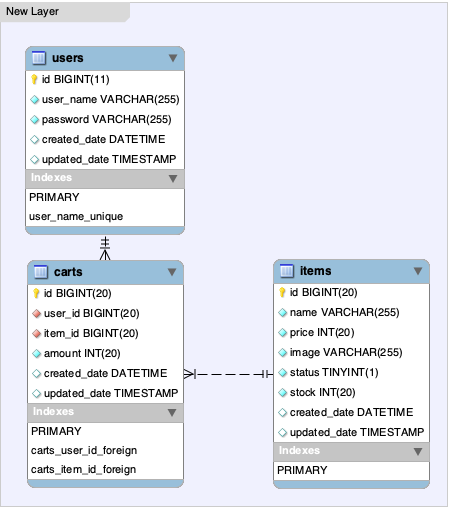 New Layer
users
id BIGINT(11)
user_name VARCHAR(255)
password VARCHAR(255)
created_date DATETIME
updated_date TIMESTAMP
Indexes
PRIMARY
user_name_unique
carts
id BIGINT(20)
user_id BIGINT(20)
item_id BIGINT(20)
amount INT(20)
created_date DATETIME
updated_date TIMESTAMP
Indexes
PRIMARY
carts_user_id_foreign
carts_item_id_foreign
items
id BIGINT(20)
name VARCHAR(255)
price INT(20)
image VARCHAR(255)
status TINYINT(1)
stock INT(20)
created_date DATETIME
updated_date TIMESTAMP
Indexes
PRIMARY